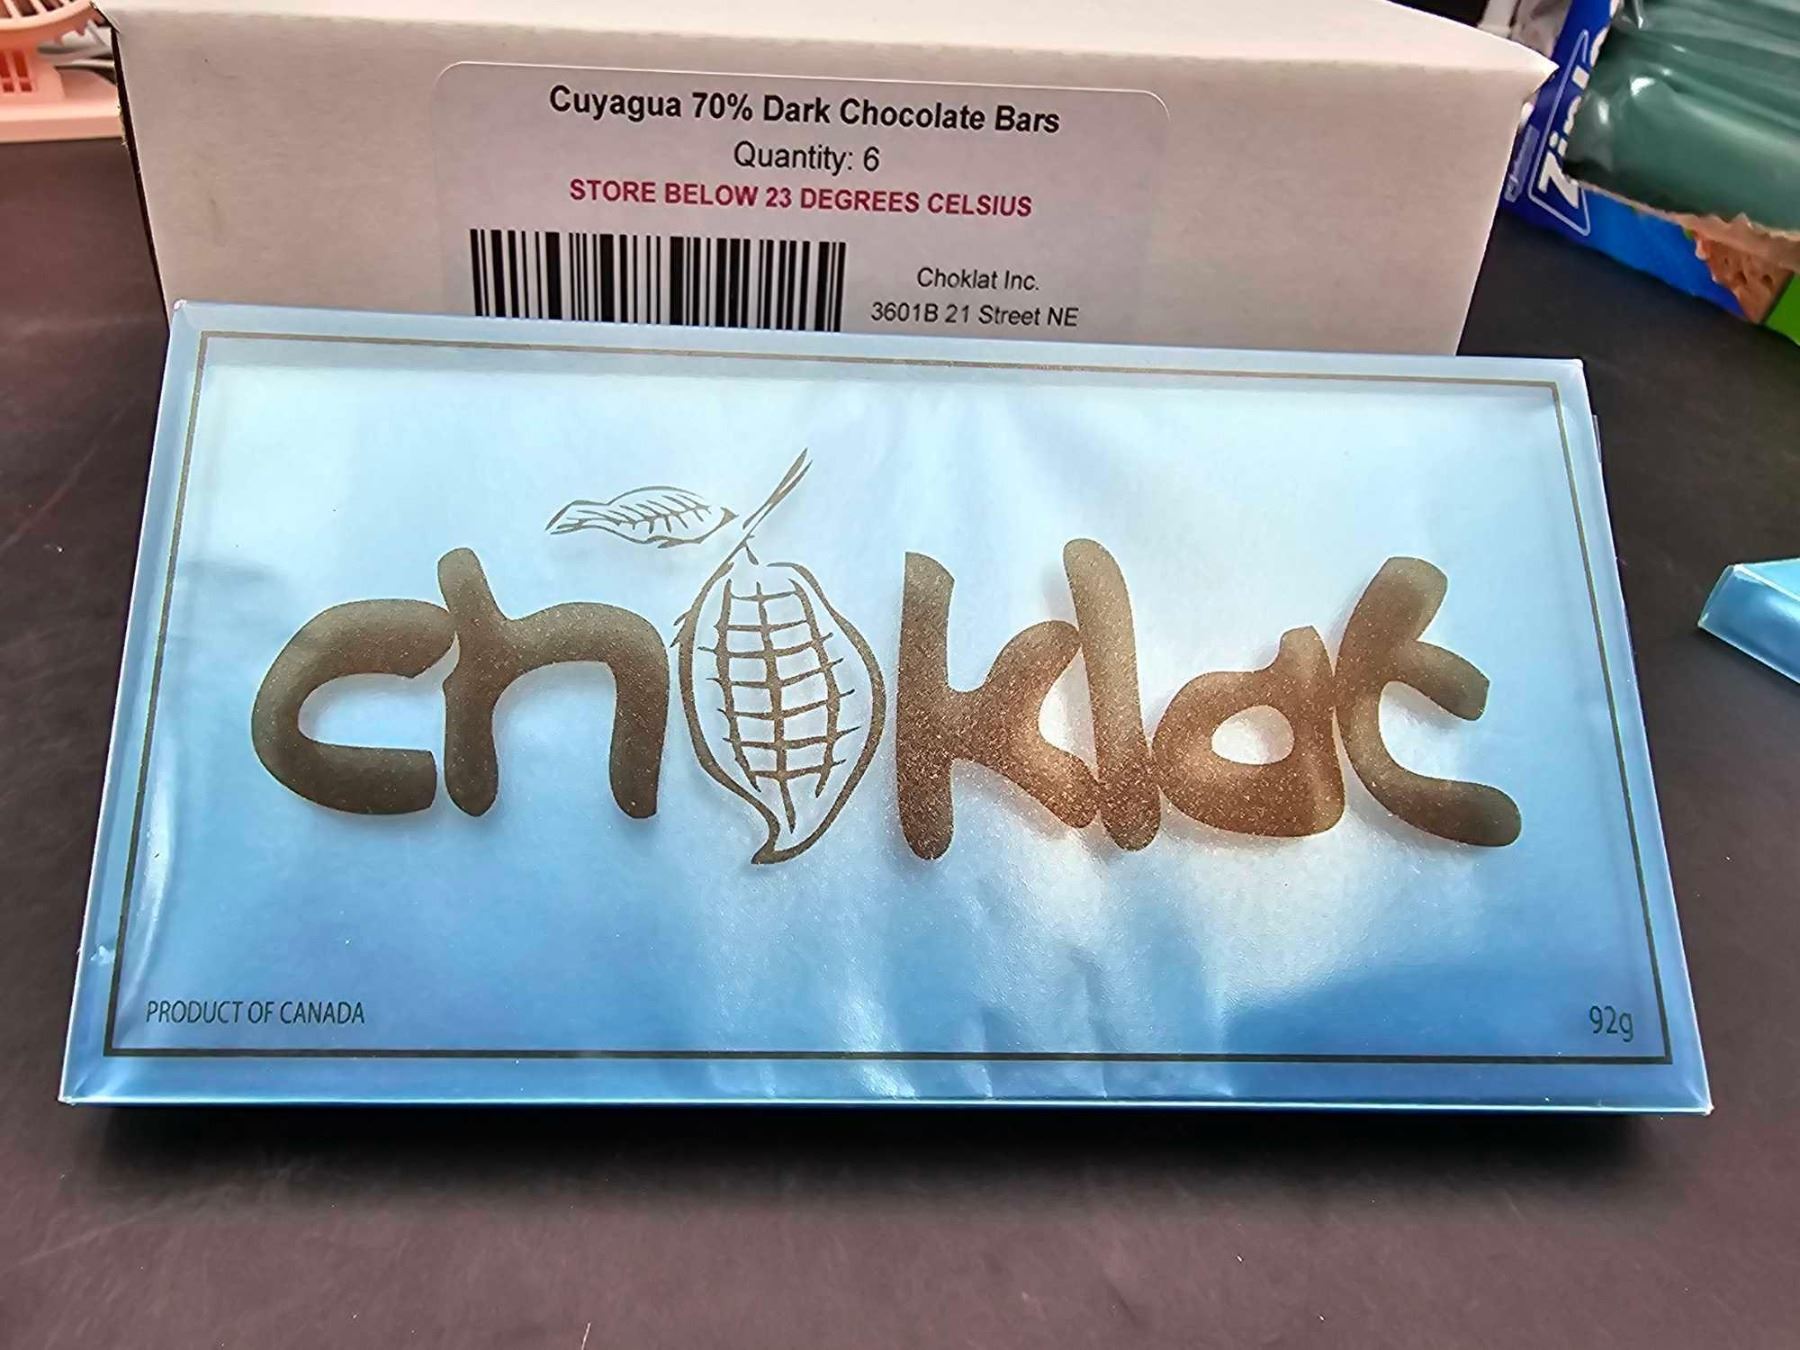 Cuyagua 70% Dark Chocolate Bars
Quantity: 6
STORE BELOW 23 DEGREES CELSIUS
Choklat Inc.
3601B 21 Street NE
choklat
PRODUCT OF CANADA
92g